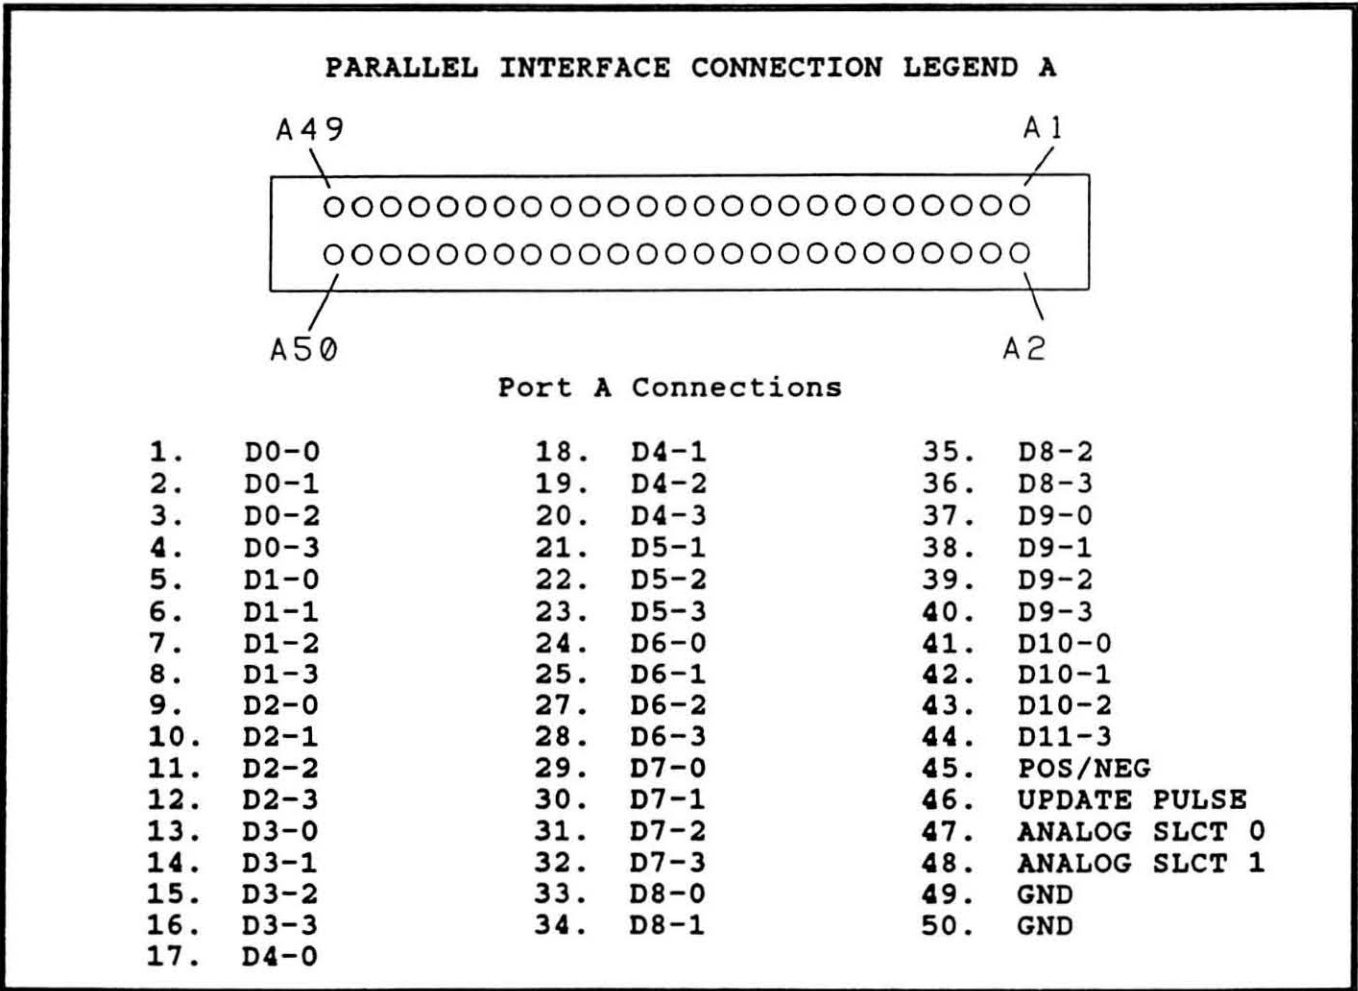 PARALLEL INTERFACE CONNECTION LEGEND A
A49
A1
A50
A2
Port A Connections
1. D0-0
2. D0-1
3. D0-2
4. D0-3
5. D1-0
6. D1-1
7. D1-2
8. D1-3
9. D2-0
10. D2-1
11. D2-2
12. D2-3
13. D3-0
14. D3-1
15. D3-2
16. D3-3
17. D4-0
18. D4-1
19. D4-2
20. D4-3
21. D5-1
22. D5-2
23. D5-3
24. D6-0
25. D6-1
27. D6-2
28. D6-3
29. D7-0
30. D7-1
31. D7-2
32. D7-3
33. D8-0
34. D8-1
35. D8-2
36. D8-3
37. D9-0
38. D9-1
39. D9-2
40. D9-3
41. D10-0
42. D10-1
43. D10-2
44. D11-3
45. POS/NEG
46. UPDATE PULSE
47. ANALOG SLCT 0
48. ANALOG SLCT 1
49. GND
50. GND